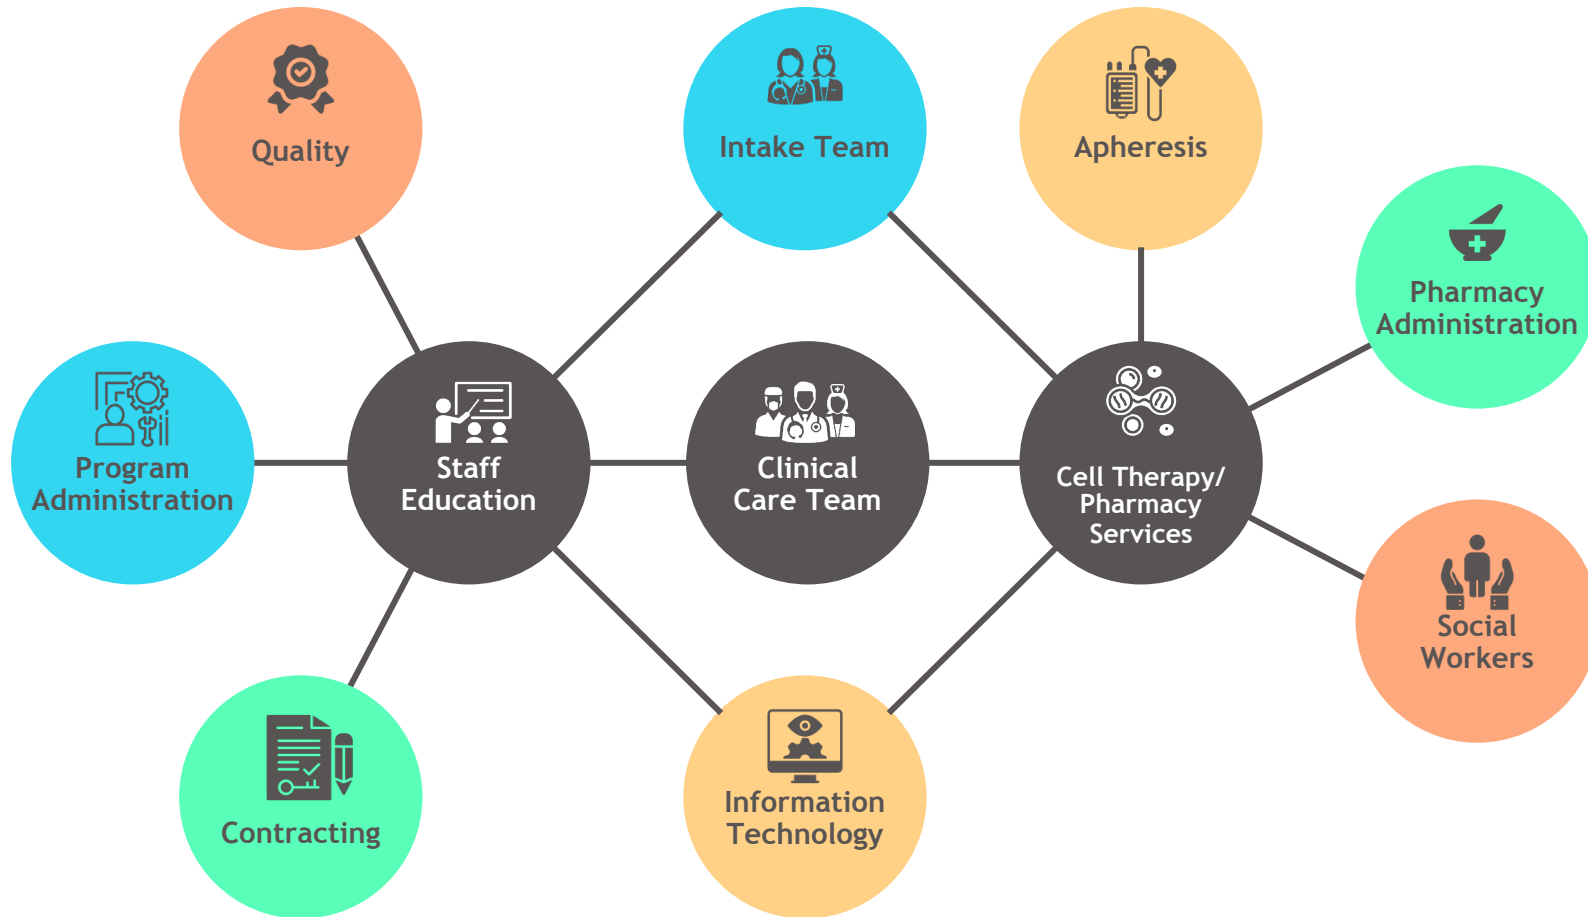 Quality
Intake Team
Apheresis
Pharmacy
Administration
Program
Administration
Staff
Education
Clinical
Care Team
Cell Therapy/
Pharmacy
Services
Social
Workers
Contracting
Information
Technology